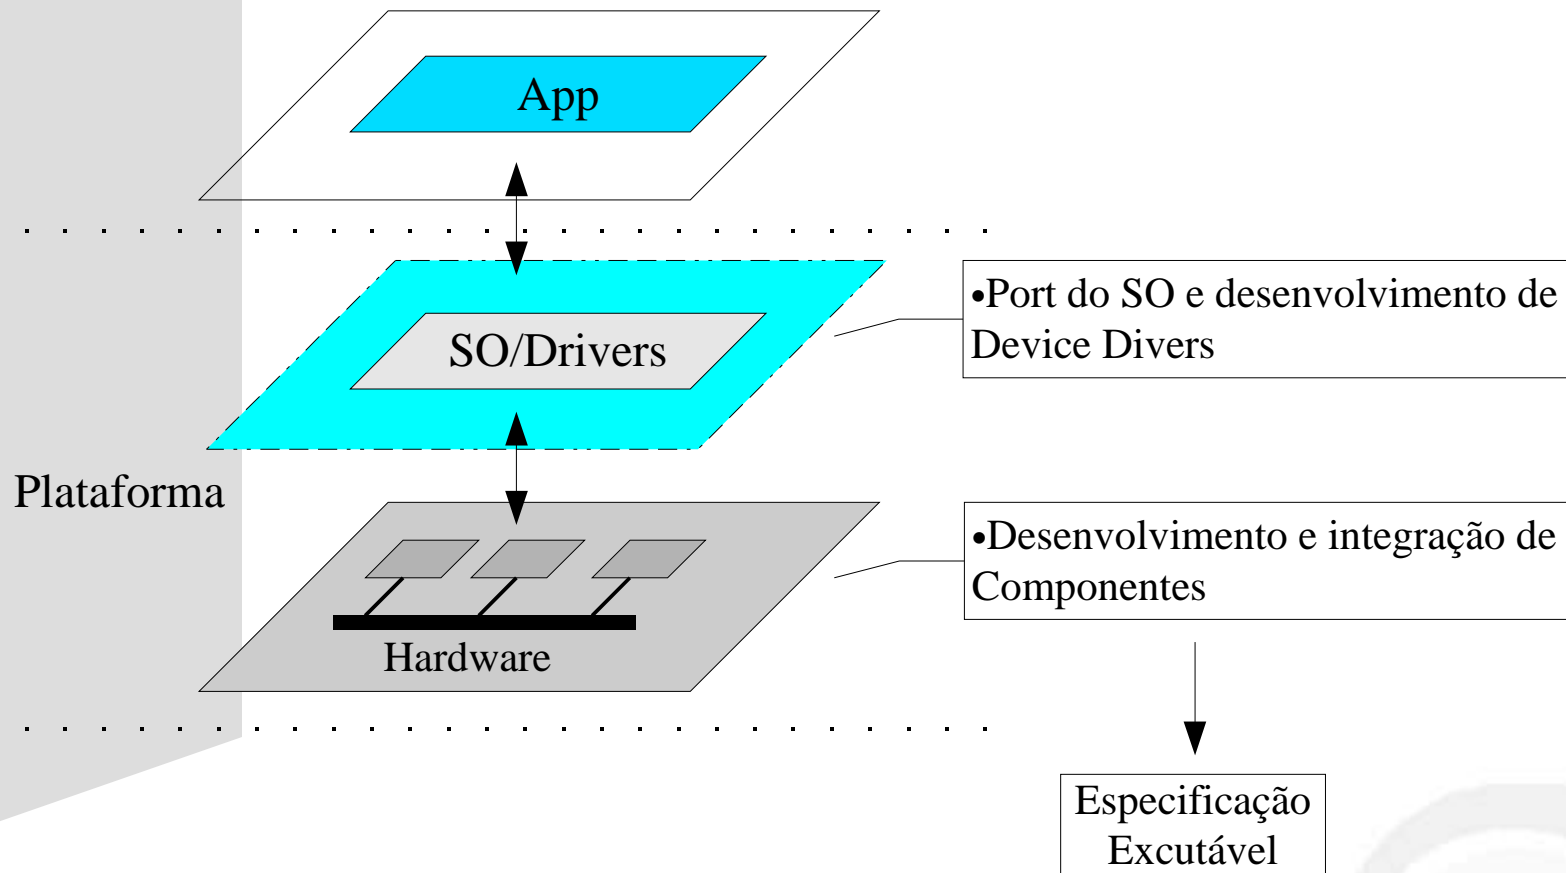 App
•Port do SO e desenvolvimento de
Device Divers
SO/Drivers
Plataforma
•Desenvolvimento e integração de
Componentes
Hardware
Especificação
Excutável